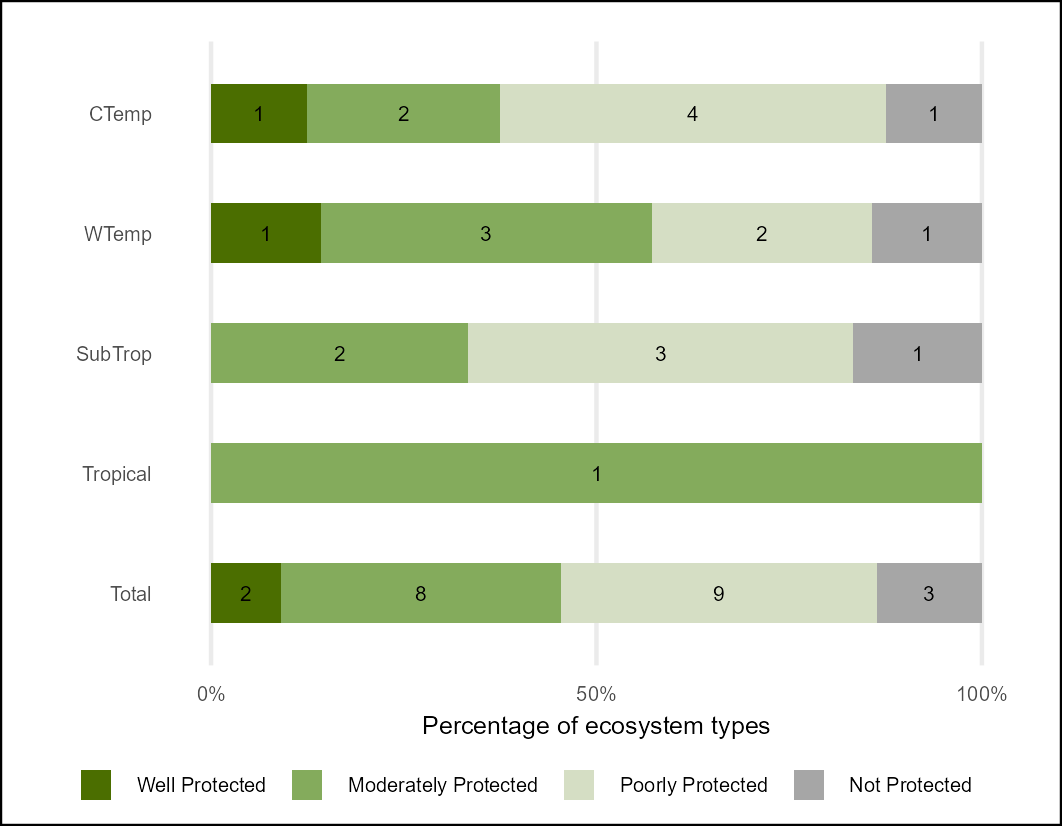 CTemp 1 2 4 1
WTemp 1 3 2 1
SubTrop 2 3 1
Tropical 1
Total 2 8 9 3
0% 50% 100%
Percentage of ecosystem types
Well Protected Moderately Protected Poorly Protected Not Protected